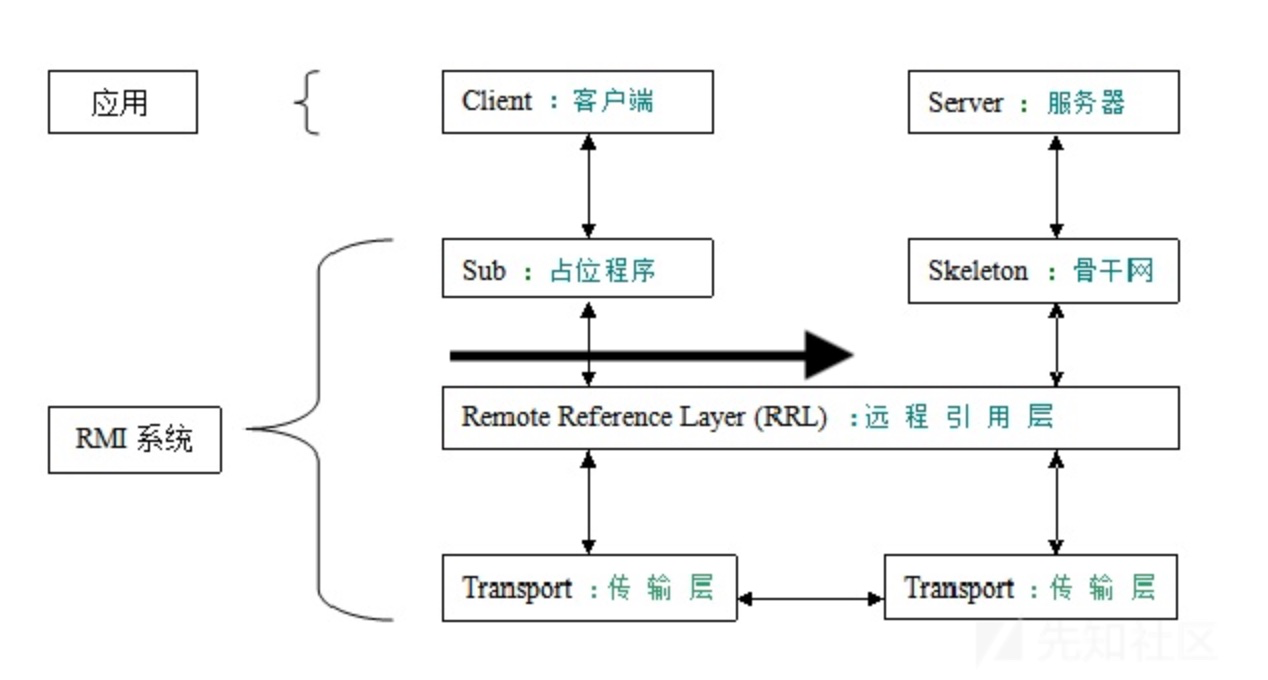 应用
Client : 客户端
Server : 服务器
Sub : 占位程序
Skeleton : 骨干网
RMI 系统
Remote Reference Layer (RRL) :远 程 引 用 层
Transport :传 输 层
Transport :传 输 层
先知社区